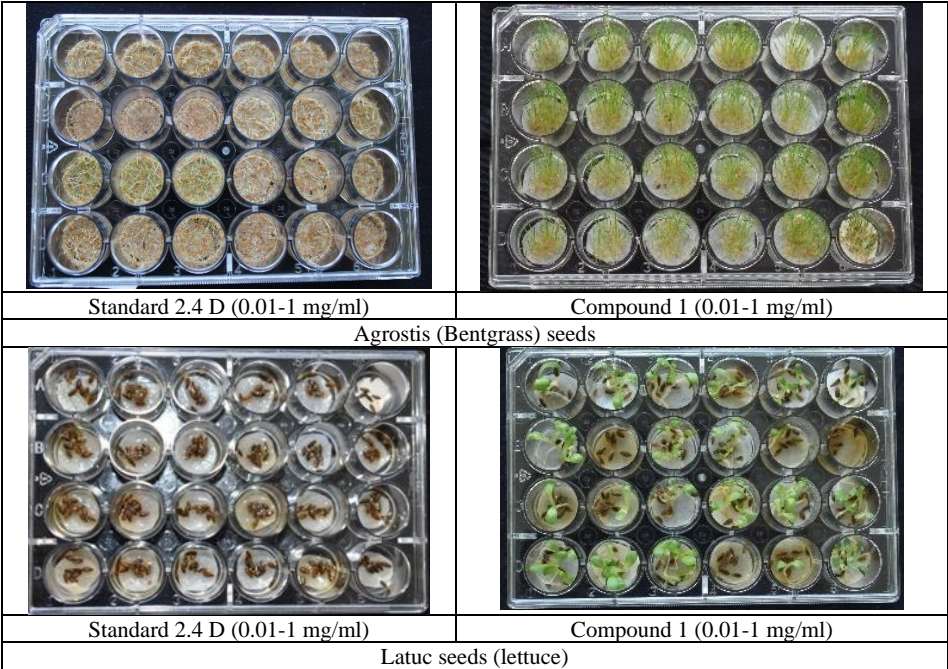 Standard 2.4 D (0.01-1 mg/ml)
Compound 1 (0.01-1 mg/ml)
Agrostis (Bentgrass) seeds
A
B
C
D
Standard 2.4 D (0.01-1 mg/ml)
Compound 1 (0.01-1 mg/ml)
Latuc seeds (lettuce)